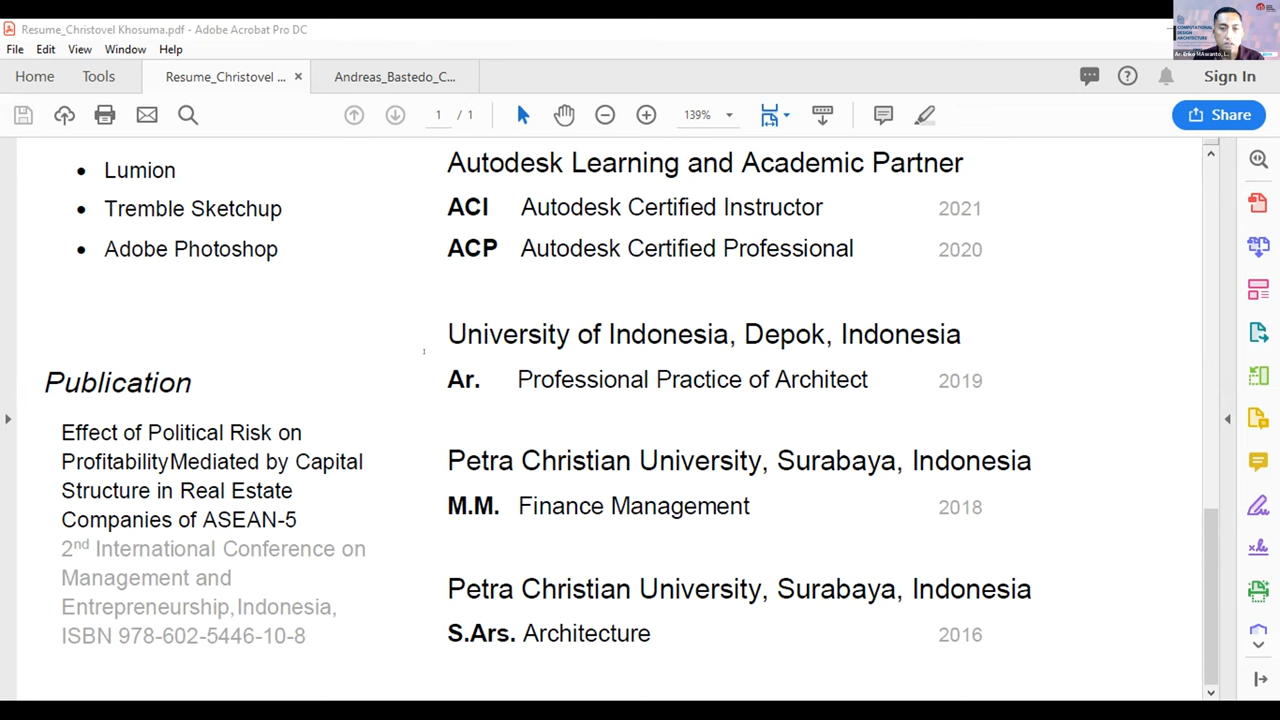 Resume_Christovel Khosuma.pdf - Adobe Acrobat Pro DC
File Edit View Window Help
Home Tools Resume_Christovel ... × Andreas_Bastedo_C... Sign In
1 / 1 139% Share
• Lumion
• Tremble Sketchup
• Adobe Photoshop
Publication
Effect of Political Risk on
ProfitabilityMediated by Capital
Structure in Real Estate
Companies of ASEAN-5
2nd International Conference on
Management and
Entrepreneurship,Indonesia,
ISBN 978-602-5446-10-8
Autodesk Learning and Academic Partner
ACI Autodesk Certified Instructor 2021
ACP Autodesk Certified Professional 2020
University of Indonesia, Depok, Indonesia
Ar. Professional Practice of Architect 2019
Petra Christian University, Surabaya, Indonesia
M.M. Finance Management 2018
Petra Christian University, Surabaya, Indonesia
S.Ars. Architecture 2016
COMPUTATIONAL
DESIGN
ARCHITECTURE